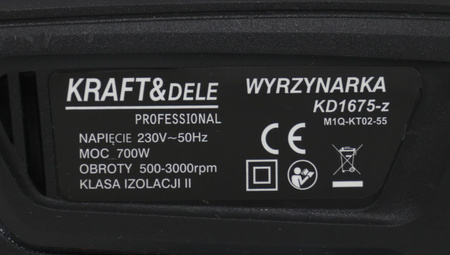 KRAFT&DELE
PROFESSIONAL
NAPIĘCIE 230V~50Hz
MOC 700W
OBROTY 500-3000rpm
KLASA IZOLACJI II
WYRZYNARKA
KD1675-z
M1Q-KT02-55
CE